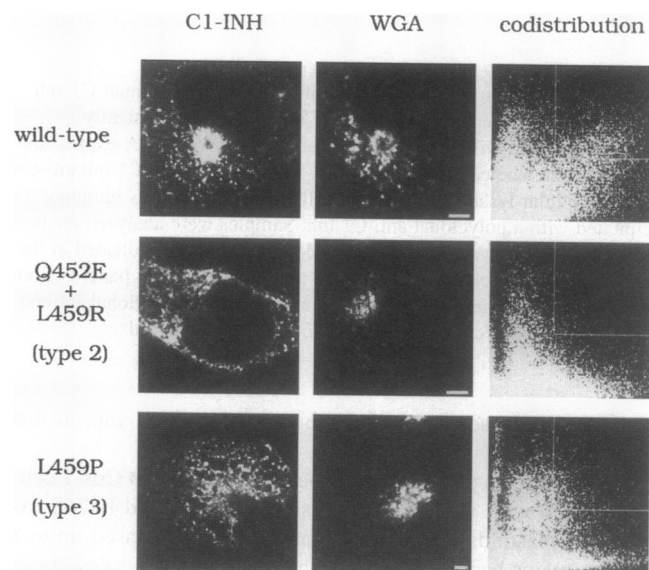 C1-INH WGA codistribution
wild-type
Q452E
+
L459R
(type 2)
L459P
(type 3)